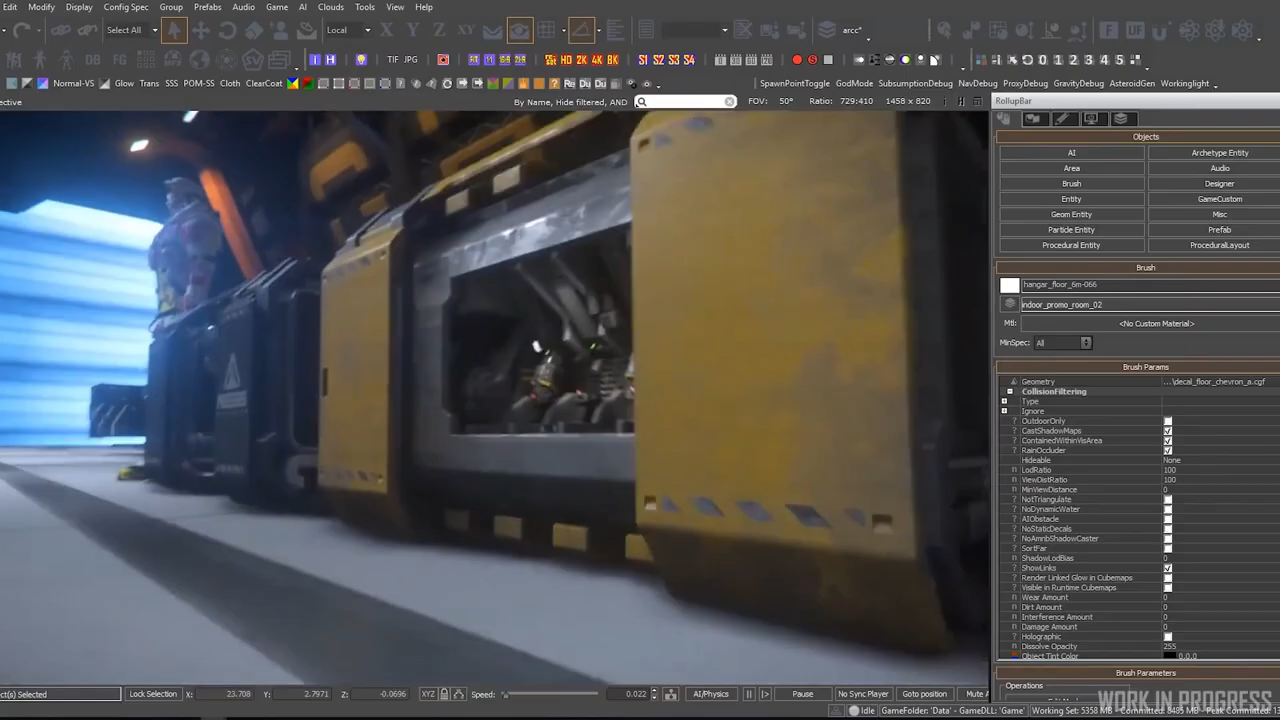 Edit Modify Display Config Spec Group Prefabs Audio Game AI Clouds Tools View Help
Select All Local X Y Z XY arcc*
I H TIF JPG HD 2K 4K 8K S1 S2 S3 S4 0 1 2 3 4 5
Normal-VS Glow Trans SSS POM-SS Cloth ClearCoat SpawnPointToggle GodMode SubsumptionDebug NavDebug ProxyDebug GravityDebug AsteroidGen Workinglight
ective By Name, Hide filtered, AND FOV: 50° Ratio: 729:410 1458 x 820 RollupBar
Objects
AI Archetype Entity
Area Audio
Brush Designer
Entity GameCustom
Geom Entity Misc
Particle Entity Prefab
Procedural Entity ProceduralLayout
Brush
hangar_floor_6m-066
indoor_promo_room_02
Mtl: <No Custom Material>
MinSpec: All
Brush Params
Geometry ...\decal_floor_chevron_a.cgf
CollisionFiltering
Type
Ignore
OutdoorOnly
CastShadowMaps
ContainedWithinVisArea
RainOccluder
Hideable None
LodRatio 100
ViewDistRatio 100
MinViewDistance 0
NotTriangulate
NoDynamicWater
AIObstacle
NoStaticDecals
NoAmnbShadowCaster
SortFar
ShadowLodBias 0
ShowLinks
Render Linked Glow in Cubemaps
Visible in Runtime Cubemaps
Wear Amount 0
Dirt Amount 0
Interference Amount 0
Damage Amount 0
Holographic
Dissolve Opacity 255
Object Tint Color 0,0,0
Brush Parameters
Operations
ect(s) Selected Lock Selection X: 23.708 Y: 2.7971 Z: -0.0696 XYZ Speed: 0.022 AI/Physics Pause No Sync Player Goto position Mute A
WORK IN PROGRESS
Idle GameFolder: 'Data' - GameDLL: 'Game' Working Set: 5358 MB